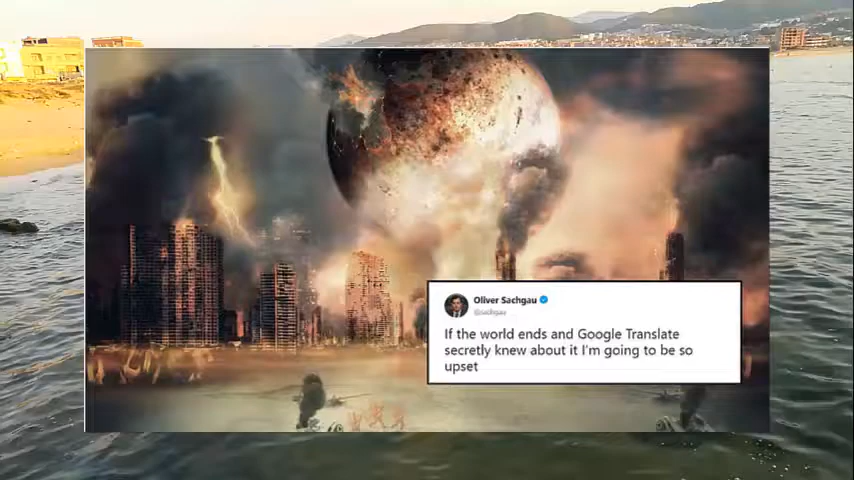 Oliver Sachgau
@sachgau
If the world ends and Google Translate
secretly knew about it I'm going to be so
upset